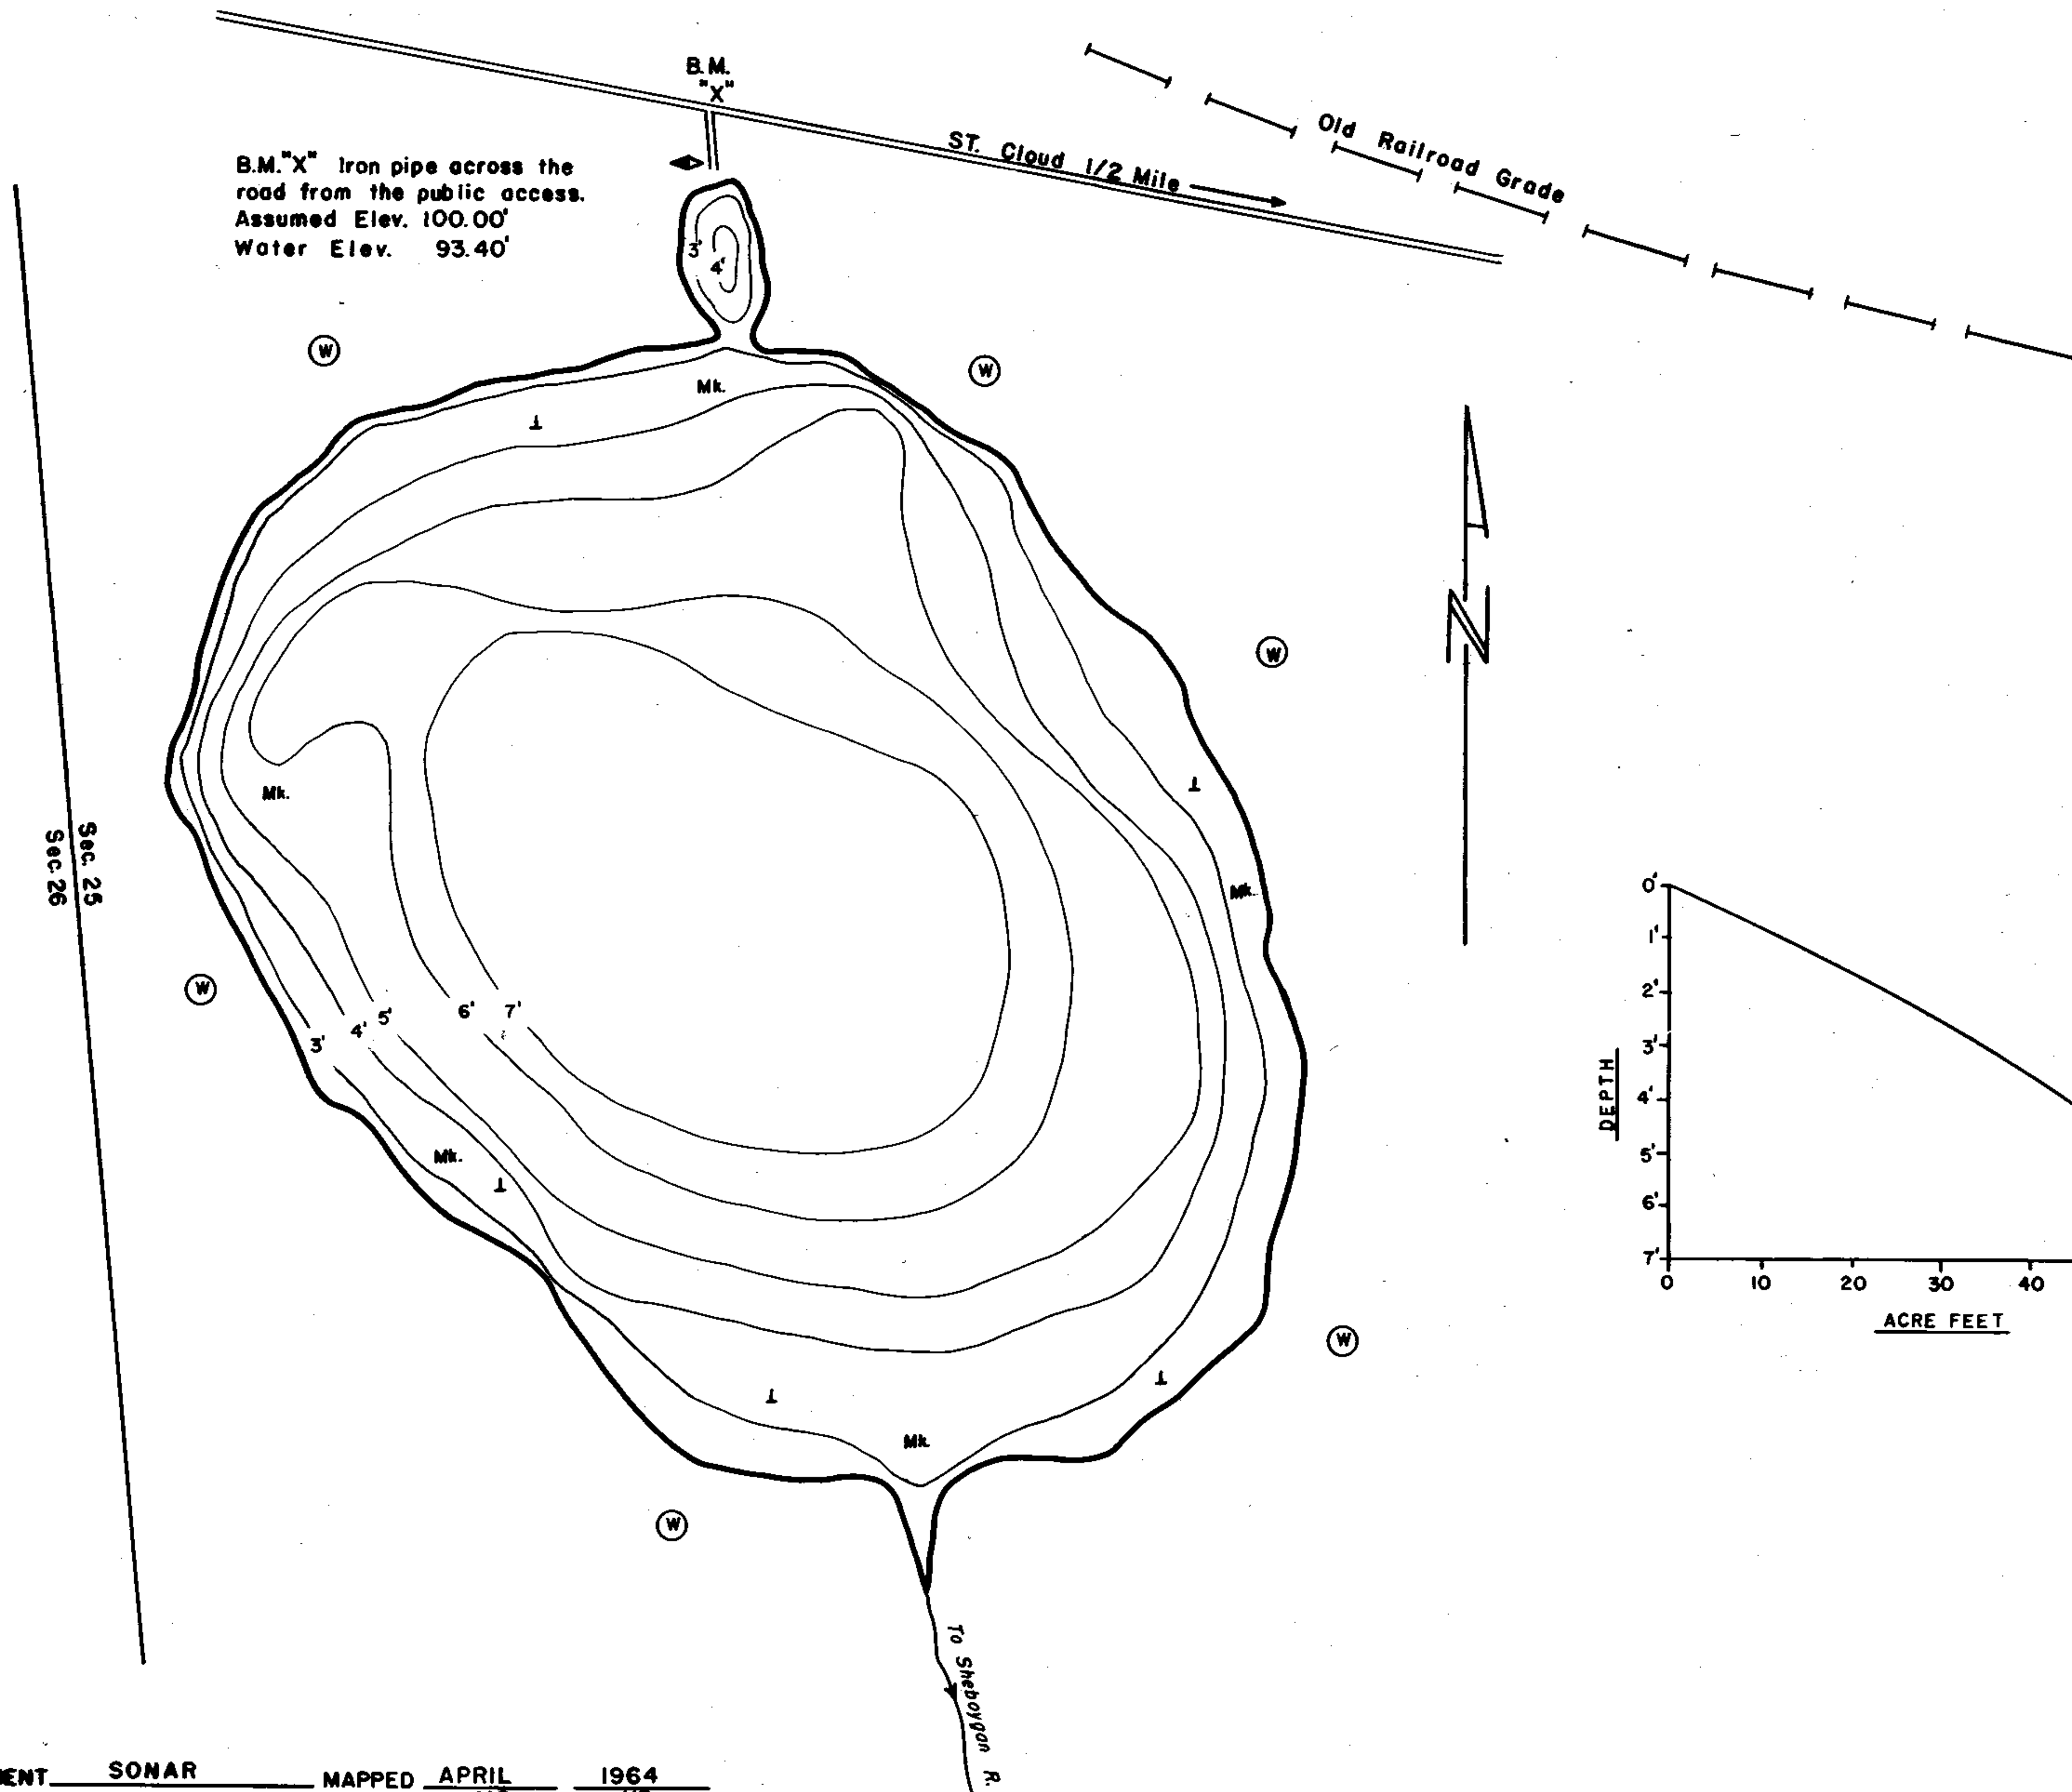 B.M.
"X"
B.M."X" Iron pipe across the
road from the public access.
Assumed Elev. 100.00'
Water Elev. 93.40'
ST. Cloud 1/2 Mile
Old Railroad Grade
3'
4'
W
W
Mk.
W
N
Mk.
Sec. 25
Sec. 26
Mk.
W
3'
4'
5'
6'
7'
Mk.
W
Mk.
W
To Sheboygan R.
DEPTH
0'
1'
2'
3'
4'
5'
6'
7'
0 10 20 30 40
ACRE FEET
MENT SONAR MAPPED APRIL 1964